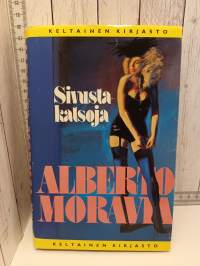 KELTAINEN KIRJASTO
Sivusta-
katsoja
ALBERTO
MORAVIA
KELTAINEN KIRJASTO